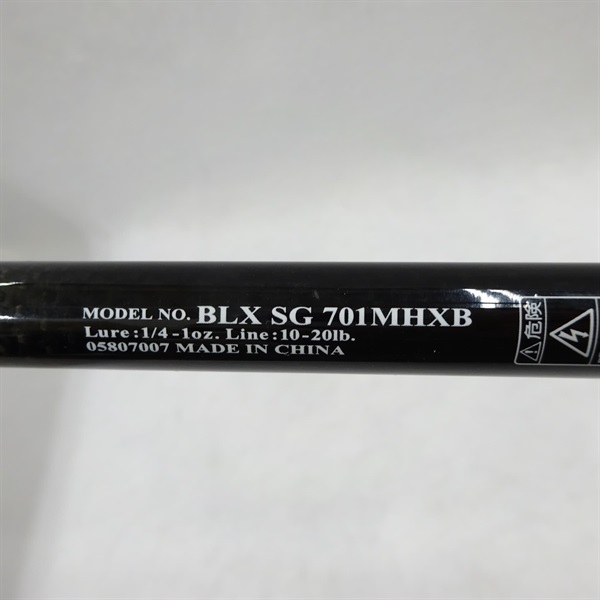 MODEL NO. BLX SG 701MHXB
Lure:1/4-1oz. Line:10-20lb.
05807007 MADE IN CHINA
危険